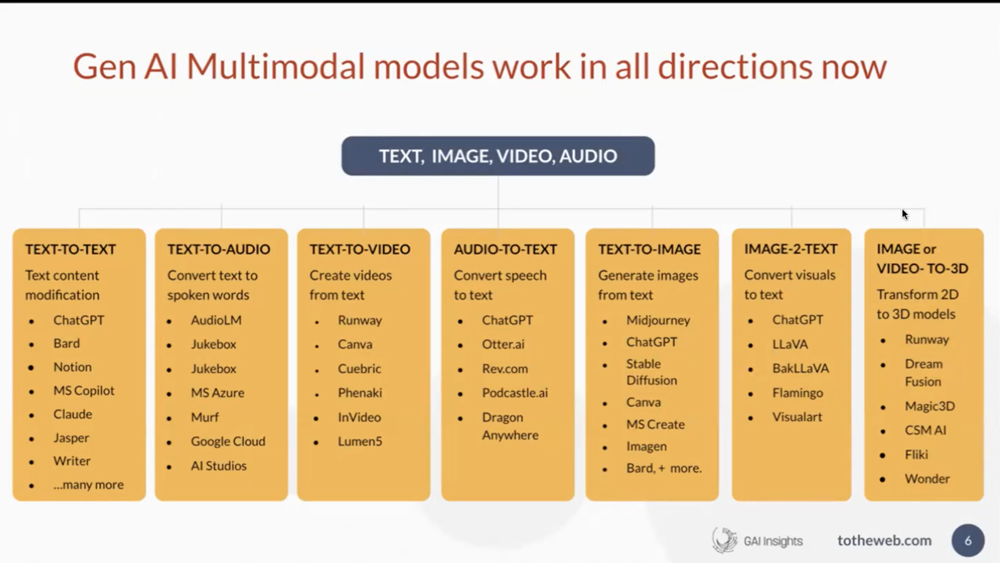 Gen AI Multimodal models work in all directions now
TEXT, IMAGE, VIDEO, AUDIO
TEXT-TO-TEXT
Text content
modification
• ChatGPT
• Bard
• Notion
• MS Copilot
• Claude
• Jasper
• Writer
• ...many more
TEXT-TO-AUDIO
Convert text to
spoken words
• AudioLM
• Jukebox
• Jukebox
• MS Azure
• Murf
• Google Cloud
• AI Studios
TEXT-TO-VIDEO
Create videos
from text
• Runway
• Canva
• Cuebric
• Phenaki
• InVideo
• Lumen5
AUDIO-TO-TEXT
Convert speech
to text
• ChatGPT
• Otter.ai
• Rev.com
• Podcastle.ai
• Dragon
Anywhere
TEXT-TO-IMAGE
Generate images
from text
• Midjourney
• ChatGPT
• Stable
Diffusion
• Canva
• MS Create
• Imagen
• Bard, + more.
IMAGE-2-TEXT
Convert visuals
to text
• ChatGPT
• LLaVA
• BakLLaVA
• Flamingo
• Visualart
IMAGE or
VIDEO- TO-3D
Transform 2D
to 3D models
• Runway
• Dream
Fusion
• Magic3D
• CSM AI
• Fliki
• Wonder
GAI Insights
totheweb.com
6